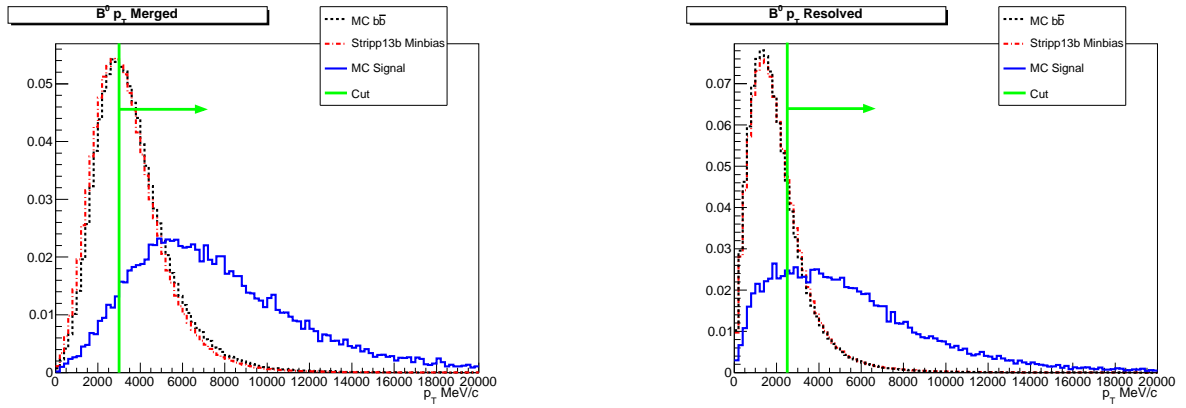 B⁰ p_T Merged
MC bb̅
Stripp13b Minbias
MC Signal
Cut
0.05
0.04
0.03
0.02
0.01
0
0 2000 4000 6000 8000 10000 12000 14000 16000 18000 20000
p_T MeV/c
B⁰ p_T Resolved
MC bb̅
Stripp13b Minbias
MC Signal
Cut
0.07
0.06
0.05
0.04
0.03
0.02
0.01
0
0 2000 4000 6000 8000 10000 12000 14000 16000 18000 20000
p_T MeV/c